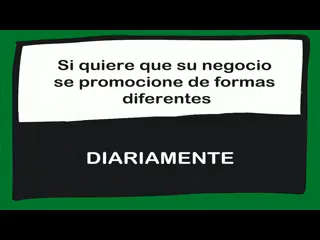 Si quiere que su negocio
se promocione de formas
diferentes
DIARIAMENTE